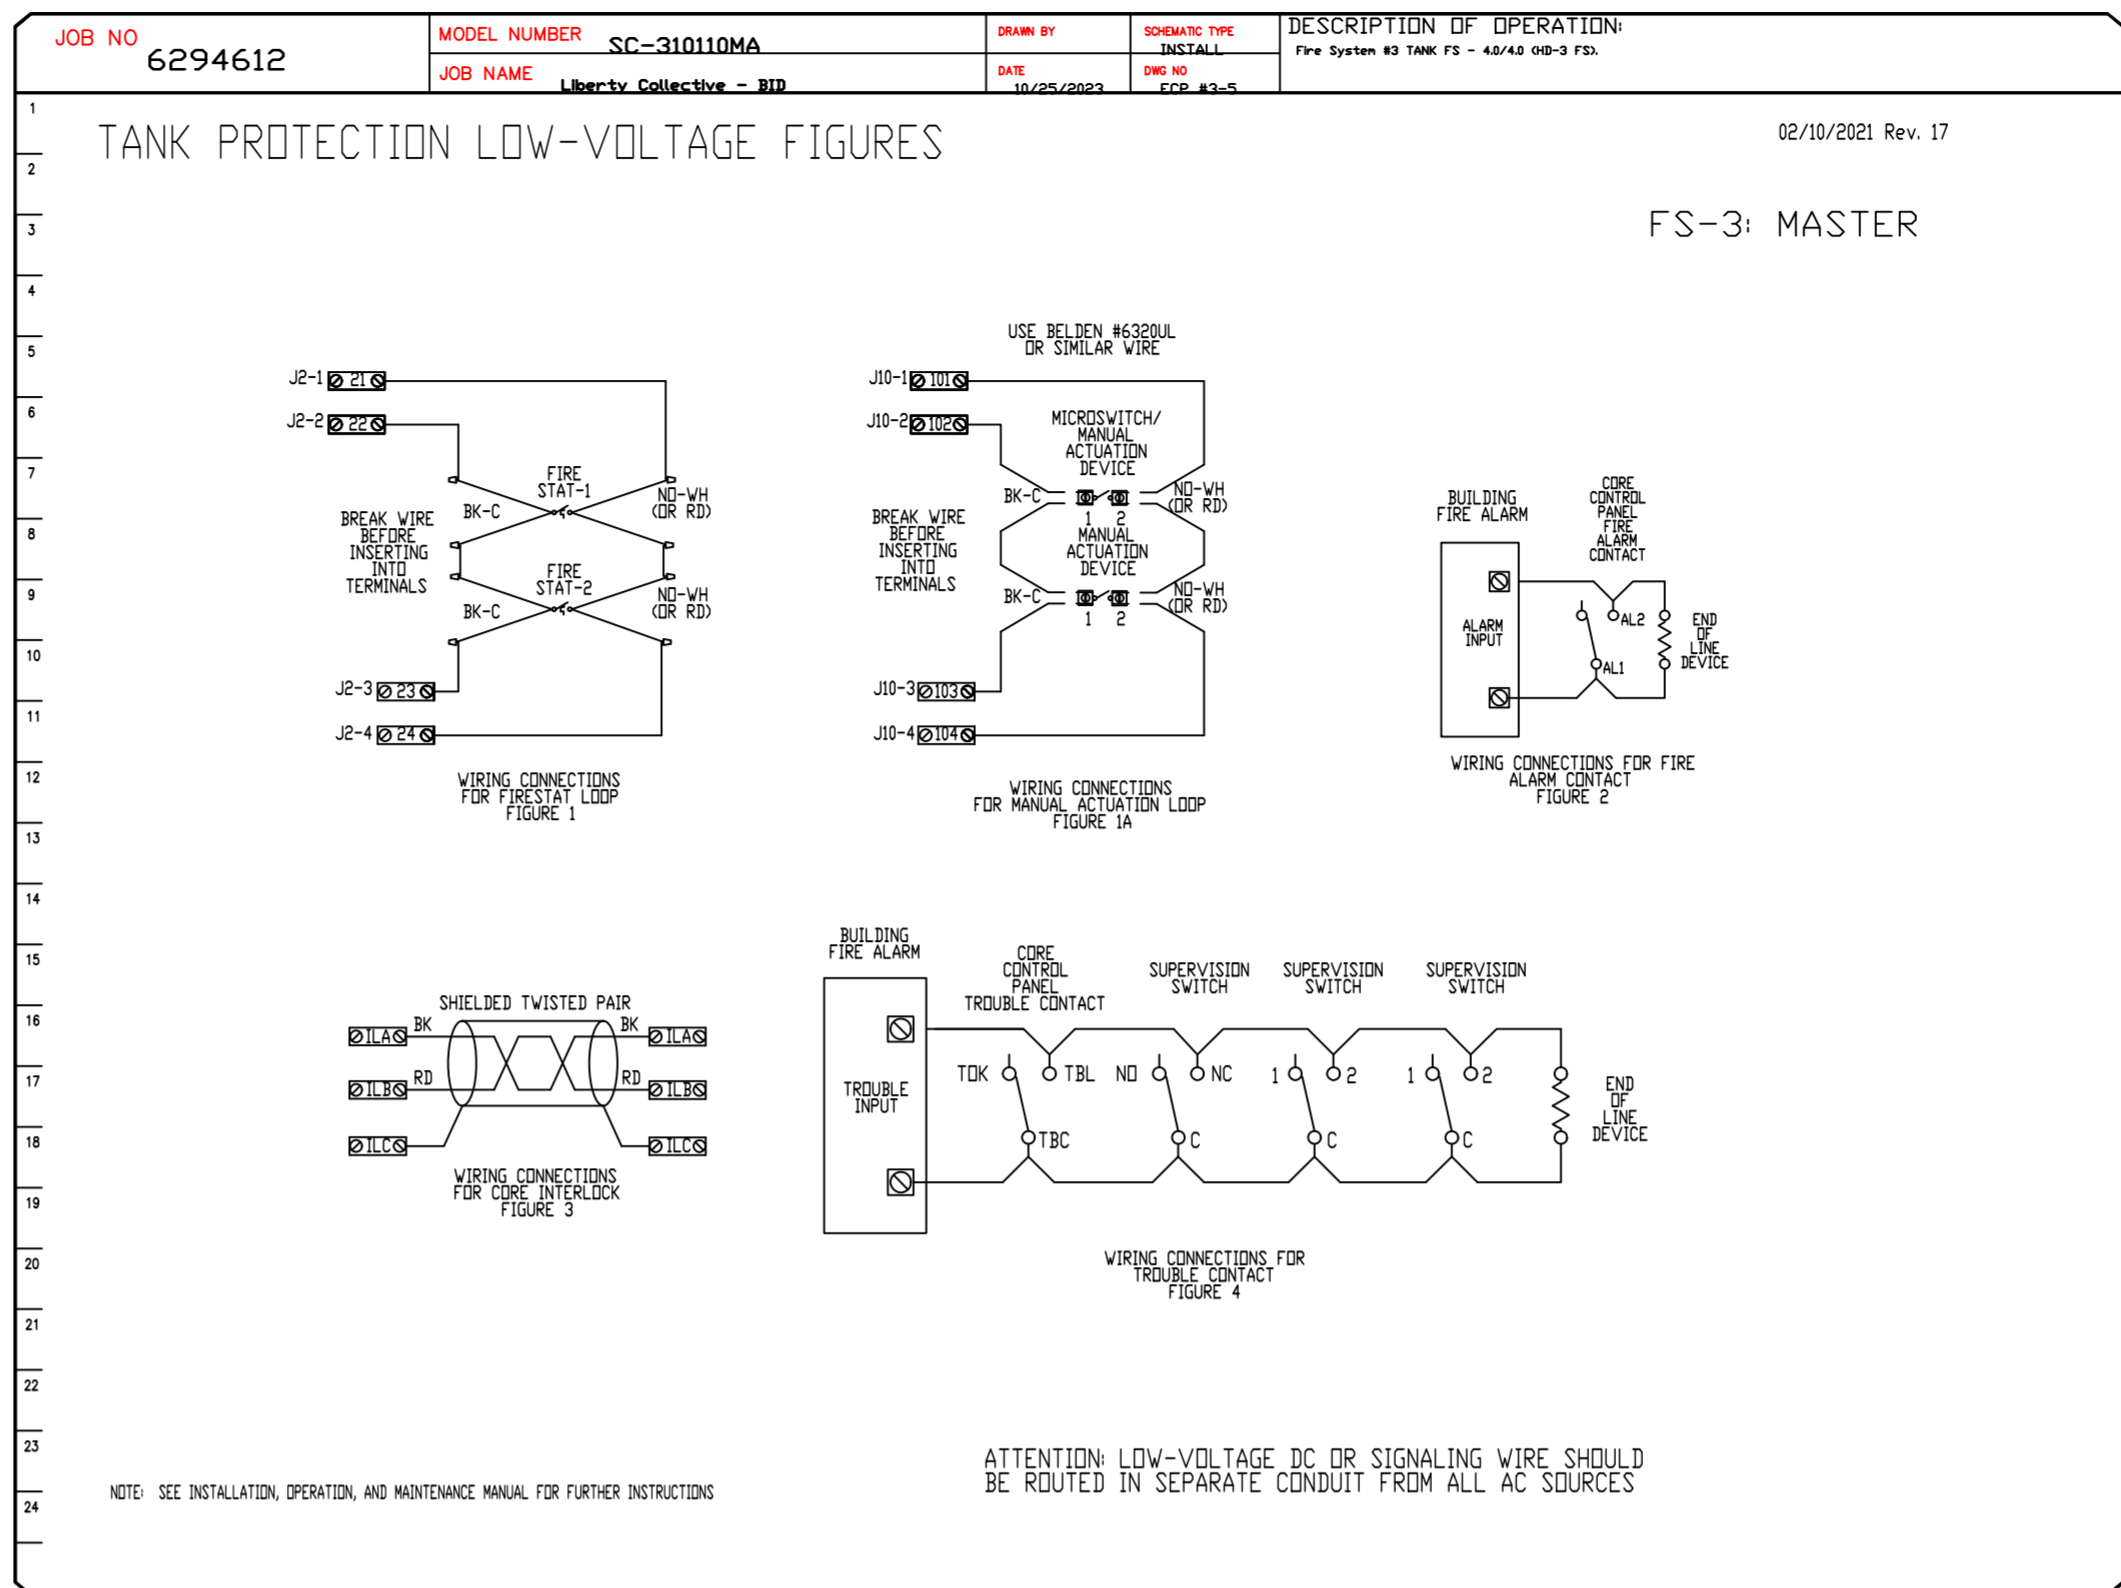 JOB NO 6294612
MODEL NUMBER SC-310110MA
JOB NAME Liberty Collective - BID
DRAWN BY
DATE 10/25/2023
SCHEMATIC TYPE INSTALL
DWG NO ECP #3-5
DESCRIPTION OF OPERATION:
Fire System #3 TANK FS - 4.0/4.0 (HD-3 FS).
1
2
3
4
5
6
7
8
9
10
11
12
13
14
15
16
17
18
19
20
21
22
23
24
TANK PROTECTION LOW-VOLTAGE FIGURES
02/10/2021 Rev. 17
FS-3: MASTER
J2-1 21
J2-2 22
FIRE
STAT-1
BK-C
NO-WH
(OR RD)
BREAK WIRE
BEFORE
INSERTING
INTO
TERMINALS
FIRE
STAT-2
BK-C
NO-WH
(OR RD)
J2-3 23
J2-4 24
WIRING CONNECTIONS
FOR FIRESTAT LOOP
FIGURE 1
USE BELDEN #6320UL
OR SIMILAR WIRE
J10-1 101
J10-2 102
MICROSWITCH/
MANUAL
ACTUATION
DEVICE
BK-C
NO-WH
(OR RD)
1 2
BREAK WIRE
BEFORE
INSERTING
INTO
TERMINALS
MANUAL
ACTUATION
DEVICE
BK-C
NO-WH
(OR RD)
1 2
J10-3 103
J10-4 104
WIRING CONNECTIONS
FOR MANUAL ACTUATION LOOP
FIGURE 1A
BUILDING
FIRE ALARM
CORE
CONTROL
PANEL
FIRE
ALARM
CONTACT
ALARM
INPUT
AL2
AL1
END
OF
LINE
DEVICE
WIRING CONNECTIONS FOR FIRE
ALARM CONTACT
FIGURE 2
SHIELDED TWISTED PAIR
ILA BK BK ILA
ILB RD RD ILB
ILC ILC
WIRING CONNECTIONS
FOR CORE INTERLOCK
FIGURE 3
BUILDING
FIRE ALARM
CORE
CONTROL
PANEL
TROUBLE CONTACT
SUPERVISION
SWITCH
SUPERVISION
SWITCH
SUPERVISION
SWITCH
TROUBLE
INPUT
TOK TBL NO NC 1 2 1 2
TBC C C C
END
OF
LINE
DEVICE
WIRING CONNECTIONS FOR
TROUBLE CONTACT
FIGURE 4
NOTE: SEE INSTALLATION, OPERATION, AND MAINTENANCE MANUAL FOR FURTHER INSTRUCTIONS
ATTENTION: LOW-VOLTAGE DC OR SIGNALING WIRE SHOULD
BE ROUTED IN SEPARATE CONDUIT FROM ALL AC SOURCES